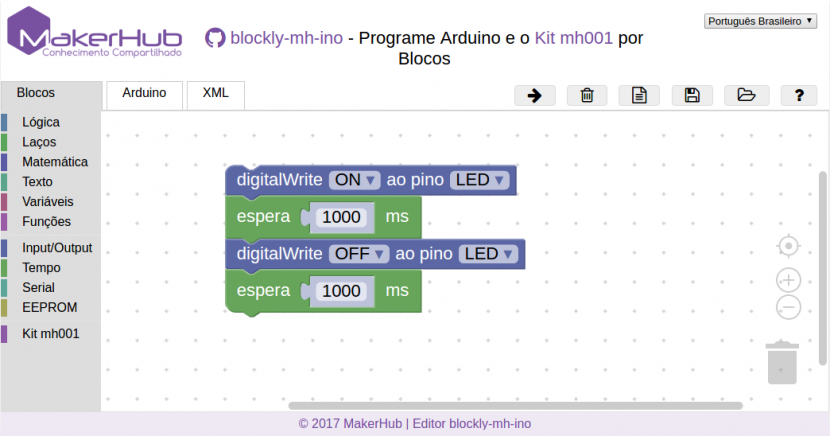 MakerHub
Conhecimento Compartilhado
blockly-mh-ino - Programe Arduino e o Kit mh001 por
Blocos
Português Brasileiro ▼
Blocos
Arduino
XML
?
Lógica
Laços
Matemática
Texto
Variáveis
Funções
Input/Output
Tempo
Serial
EEPROM
Kit mh001
digitalWrite ON ▾ ao pino LED ▾
espera 1000 ms
digitalWrite OFF ▾ ao pino LED ▾
espera 1000 ms
© 2017 MakerHub | Editor blockly-mh-ino